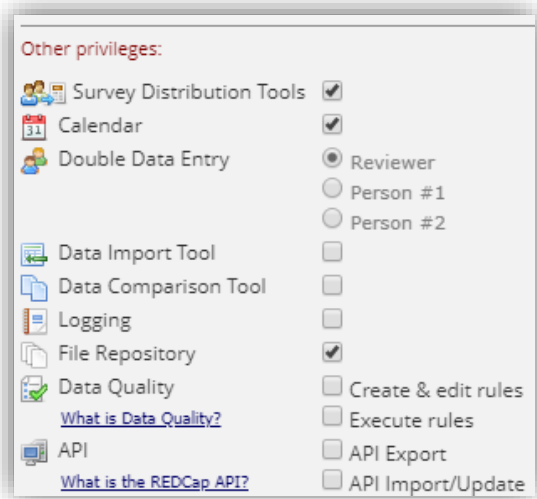 Other privileges:
Survey Distribution Tools
31 Calendar
Double Data Entry Reviewer
Person #1
Person #2
Data Import Tool
Data Comparison Tool
Logging
File Repository
Data Quality Create & edit rules
What is Data Quality? Execute rules
API API Export
What is the REDCap API? API Import/Update